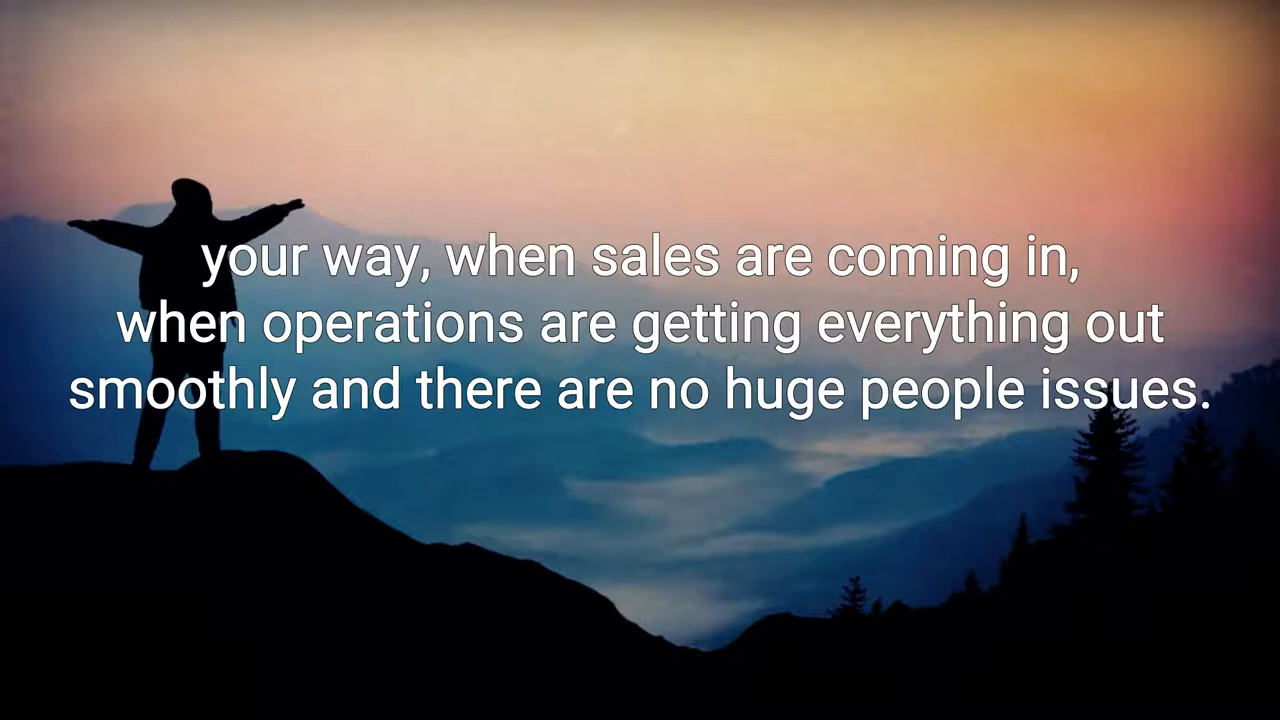 your way, when sales are coming in,
when operations are getting everything out
smoothly and there are no huge people issues.